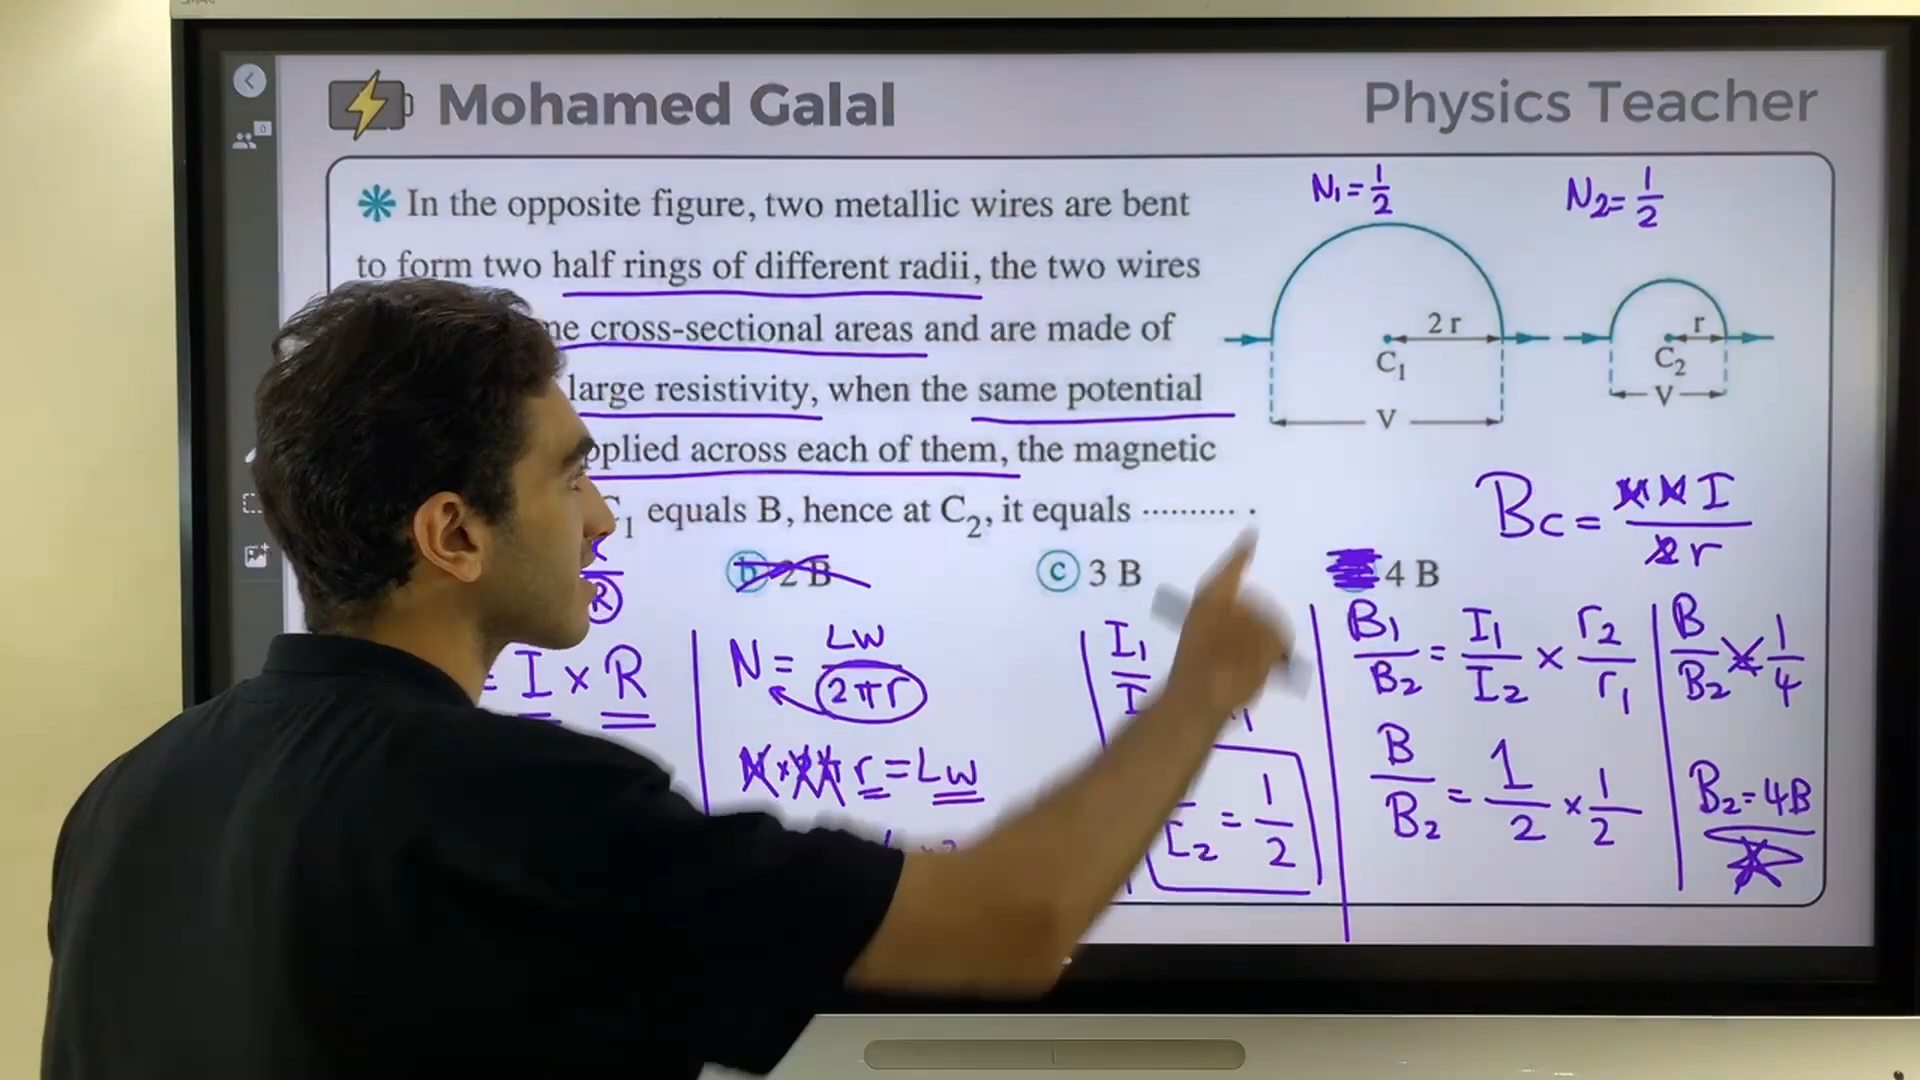 Mohamed Galal
Physics Teacher
In the opposite figure, two metallic wires are bent
to form two half rings of different radii, the two wires
cross-sectional areas and are made of
large resistivity, when the same potential
applied across each of them, the magnetic
C1 equals B, hence at C2, it equals .......... .
b 2 B
c 3 B
4 B
N1 = 1/2
N2 = 1/2
2 r
C1
V
r
C2
V
Bc = μ N I / 2 r
R
= I × R
N = Lw / 2πr
r = Lw
I1
I2 = 1/2
B1/B2 = I1/I2 × r2/r1
B/B2 = 1/2 × 1/2
B/B2 1/4
B2 = 4B